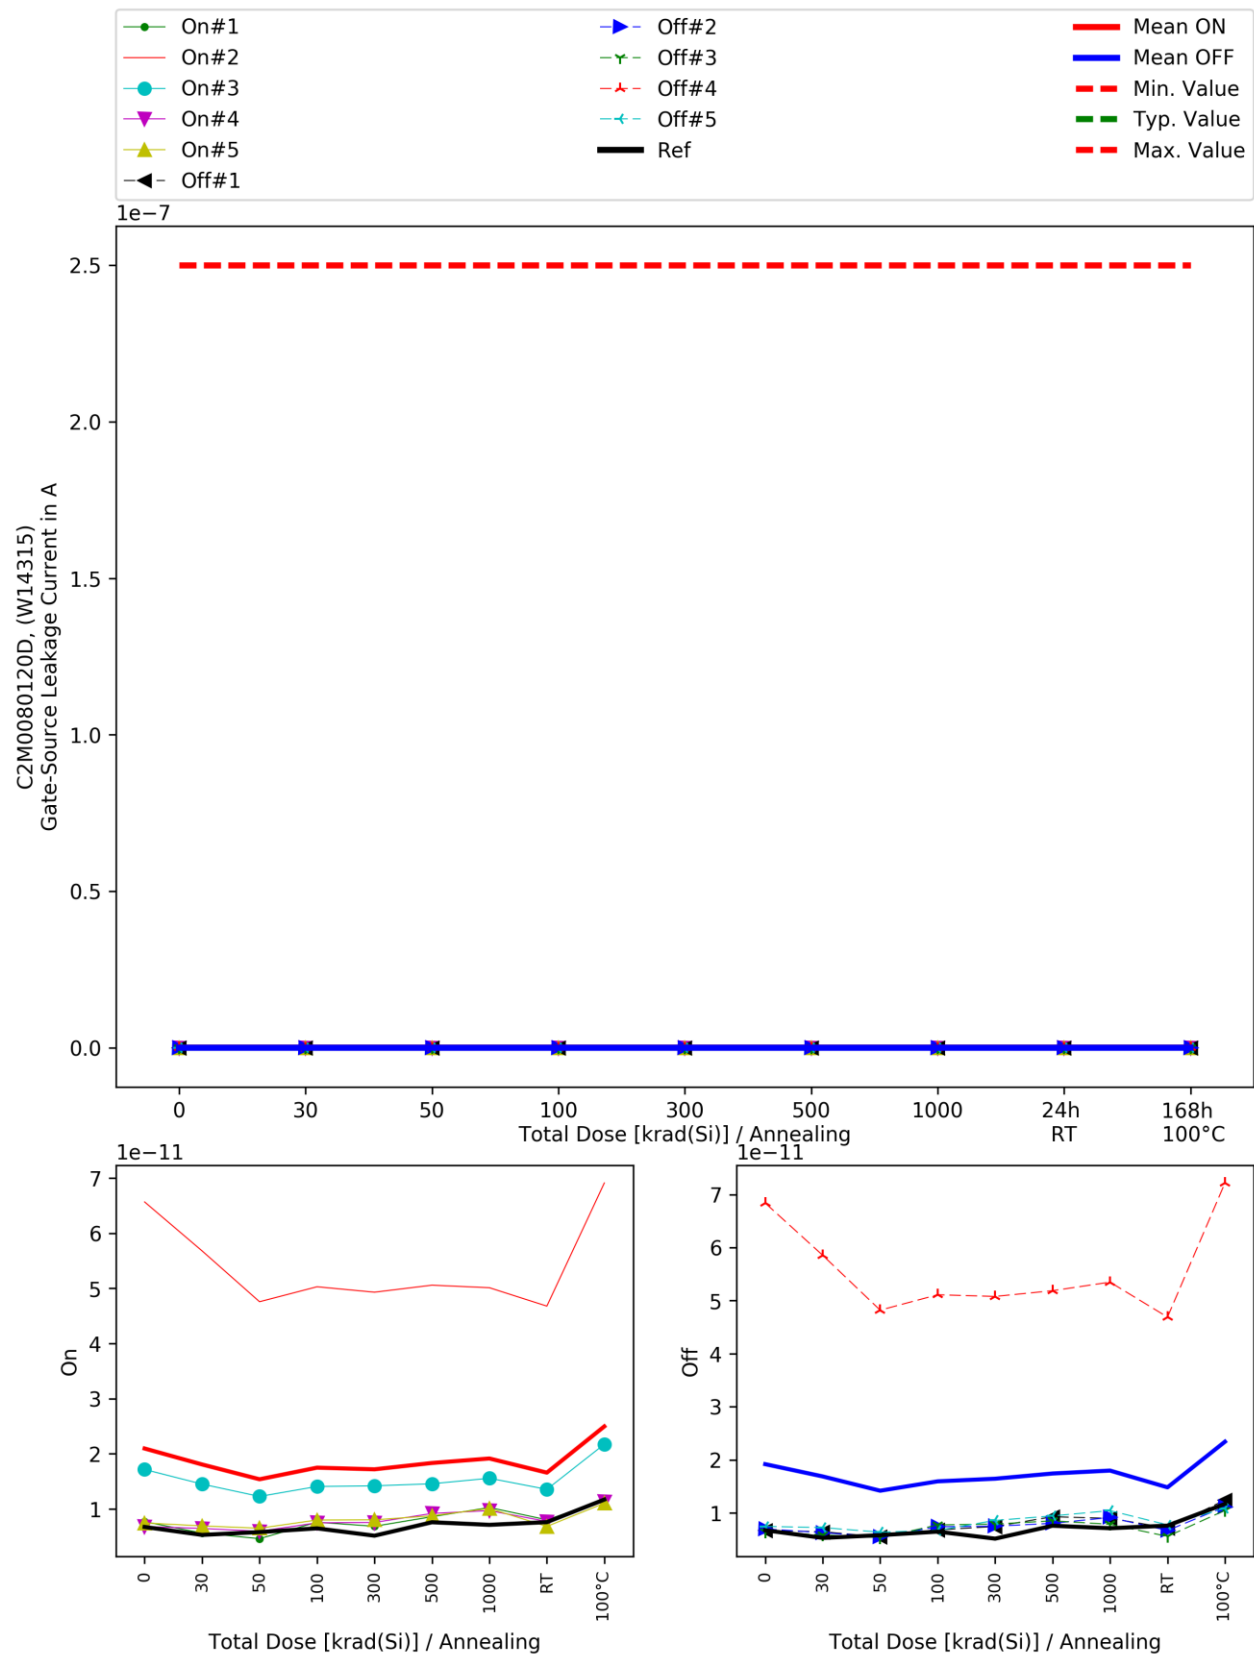 On#1
On#2
On#3
On#4
On#5
Off#1
Off#2
Off#3
Off#4
Off#5
Ref
Mean ON
Mean OFF
Min. Value
Typ. Value
Max. Value
1e−7
C2M0080120D, (W14315)
Gate-Source Leakage Current in A
2.5
2.0
1.5
1.0
0.5
0.0
0 30 50 100 300 500 1000 24h 168h
RT 100°C
Total Dose [krad(Si)] / Annealing
1e−11
On
7
6
5
4
3
2
1
0 30 50 100 300 500 1000 RT 100°C
Total Dose [krad(Si)] / Annealing
1e−11
Off
7
6
5
4
3
2
1
0 30 50 100 300 500 1000 RT 100°C
Total Dose [krad(Si)] / Annealing